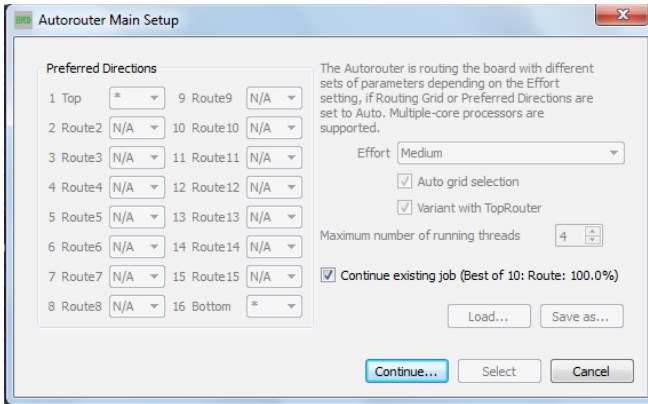 BRD Autorouter Main Setup
Preferred Directions
1 Top * 9 Route9 N/A
2 Route2 N/A 10 Route10 N/A
3 Route3 N/A 11 Route11 N/A
4 Route4 N/A 12 Route12 N/A
5 Route5 N/A 13 Route13 N/A
6 Route6 N/A 14 Route14 N/A
7 Route7 N/A 15 Route15 N/A
8 Route8 N/A 16 Bottom *
The Autorouter is routing the board with different
sets of parameters depending on the Effort
setting, if Routing Grid or Preferred Directions are
set to Auto. Multiple-core processors are
supported.
Effort Medium
Auto grid selection
Variant with TopRouter
Maximum number of running threads 4
Continue existing job (Best of 10: Route: 100.0%)
Load... Save as...
Continue... Select Cancel